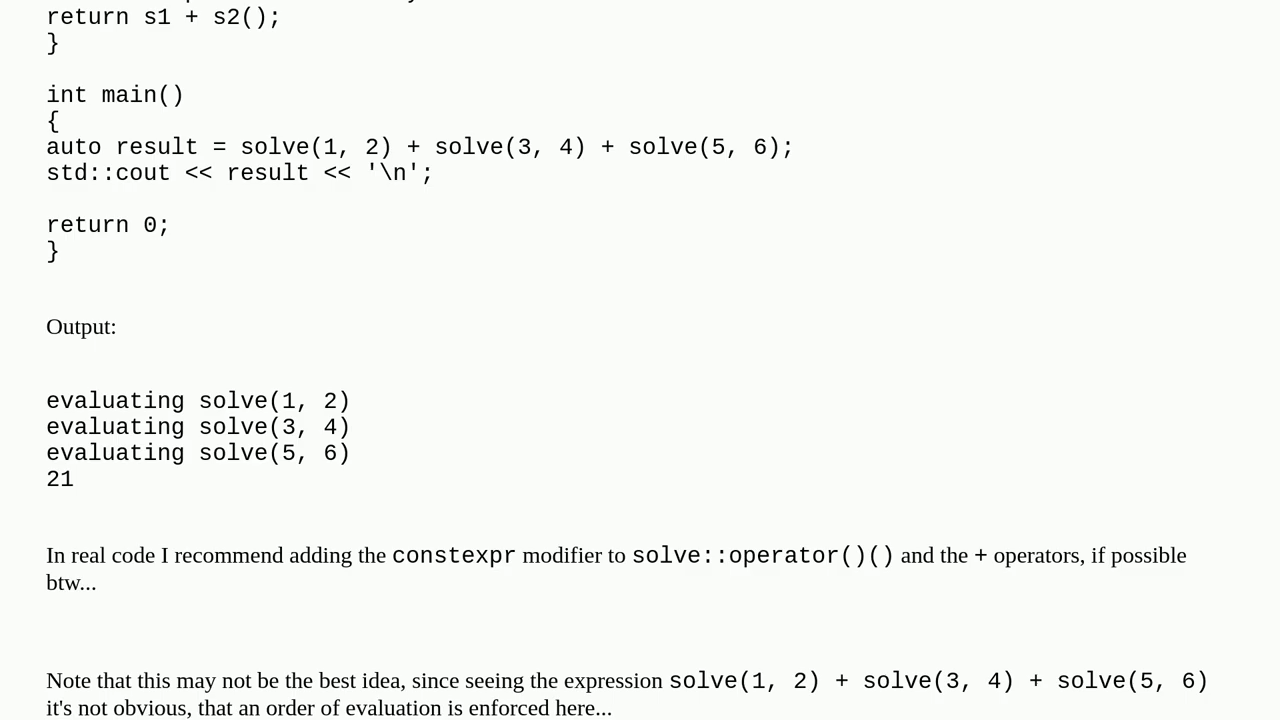 return s1 + s2();
}
int main()
{
auto result = solve(1, 2) + solve(3, 4) + solve(5, 6);
std::cout << result << '\n';
return 0;
}
Output:
evaluating solve(1, 2)
evaluating solve(3, 4)
evaluating solve(5, 6)
21
In real code I recommend adding the constexpr modifier to solve::operator()() and the + operators, if possible
btw...
Note that this may not be the best idea, since seeing the expression solve(1, 2) + solve(3, 4) + solve(5, 6)
it's not obvious, that an order of evaluation is enforced here...